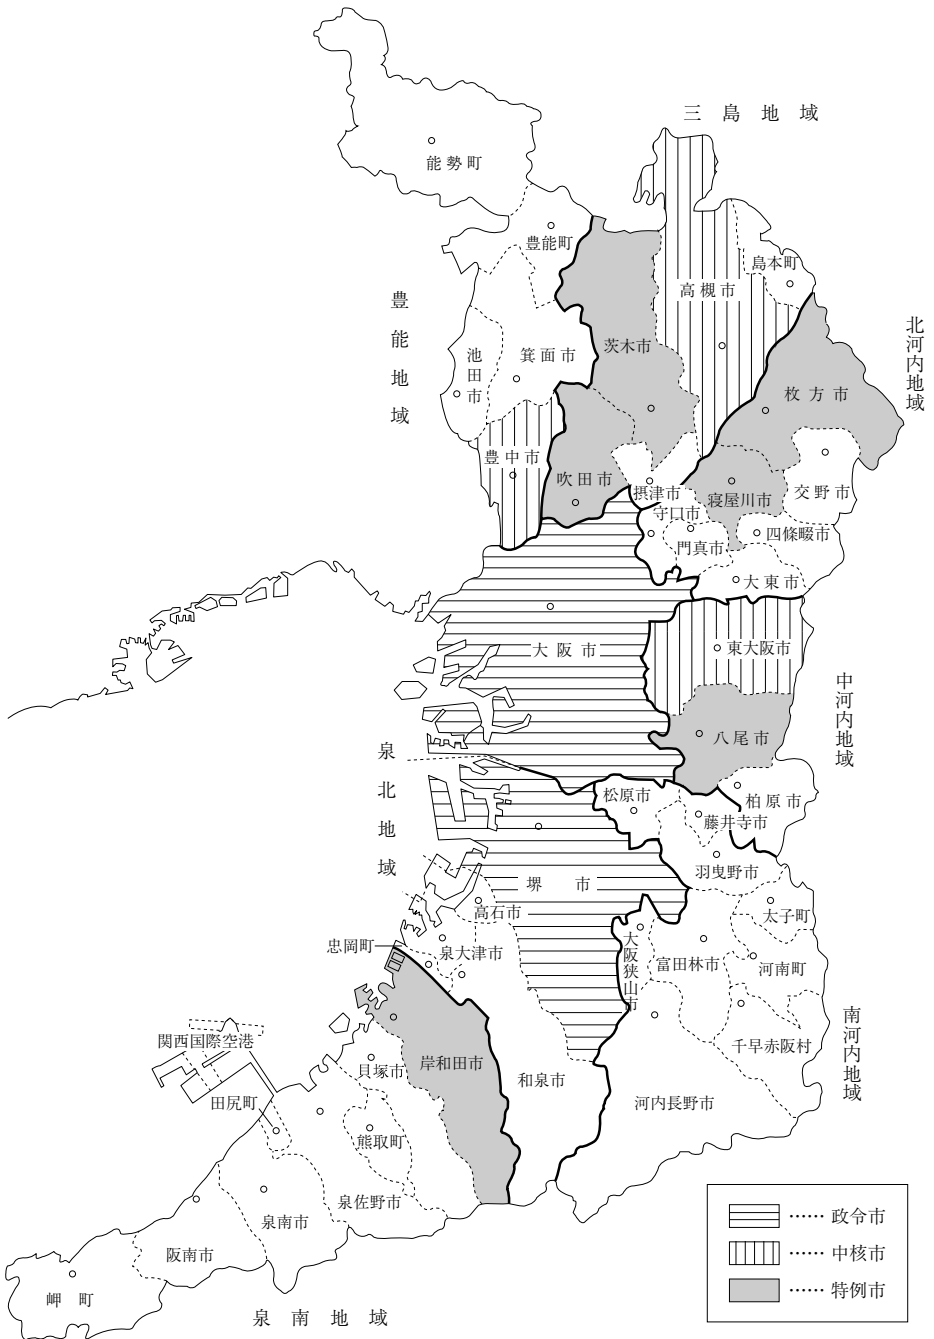 三島地域
能勢町
豊能町
島本町
高槻市
豊能地域
北河内地域
茨木市
箕面市
池田市
枚方市
豊中市
吹田市
摂津市
寝屋川市
交野市
守口市
門真市
四條畷市
大東市
大阪市
東大阪市
中河内地域
八尾市
泉北地域
松原市
柏原市
藤井寺市
羽曳野市
堺市
高石市
太子町
忠岡町
泉大津市
大阪狭山市
富田林市
河南町
南河内地域
関西国際空港
千早赤阪村
岸和田市
貝塚市
和泉市
田尻町
河内長野市
熊取町
泉佐野市
泉南市
阪南市
岬町
泉南地域
……政令市
……中核市
……特例市